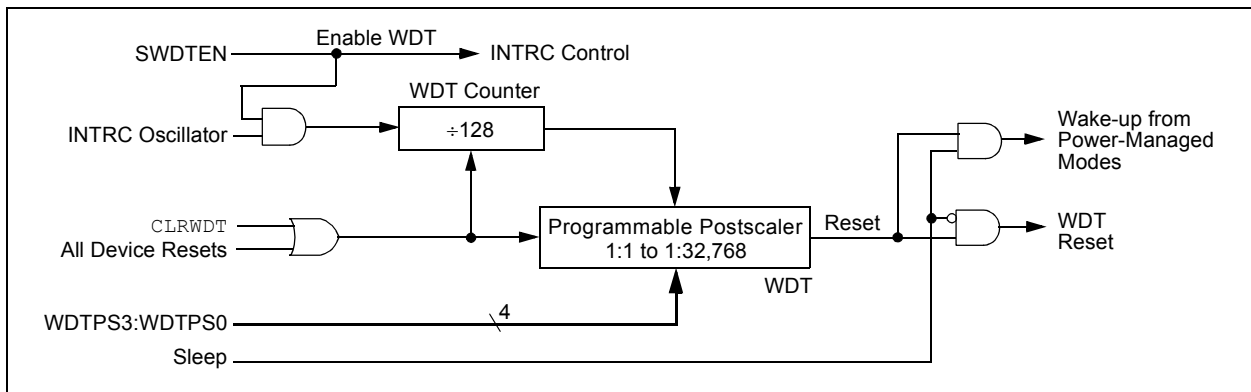 Enable WDT
SWDTEN
INTRC Control
WDT Counter
INTRC Oscillator
÷128
Wake-up from
Power-Managed
Modes
CLRWDT
All Device Resets
Programmable Postscaler
1:1 to 1:32,768
Reset
WDT
Reset
WDT
4
WDTPS3:WDTPS0
Sleep